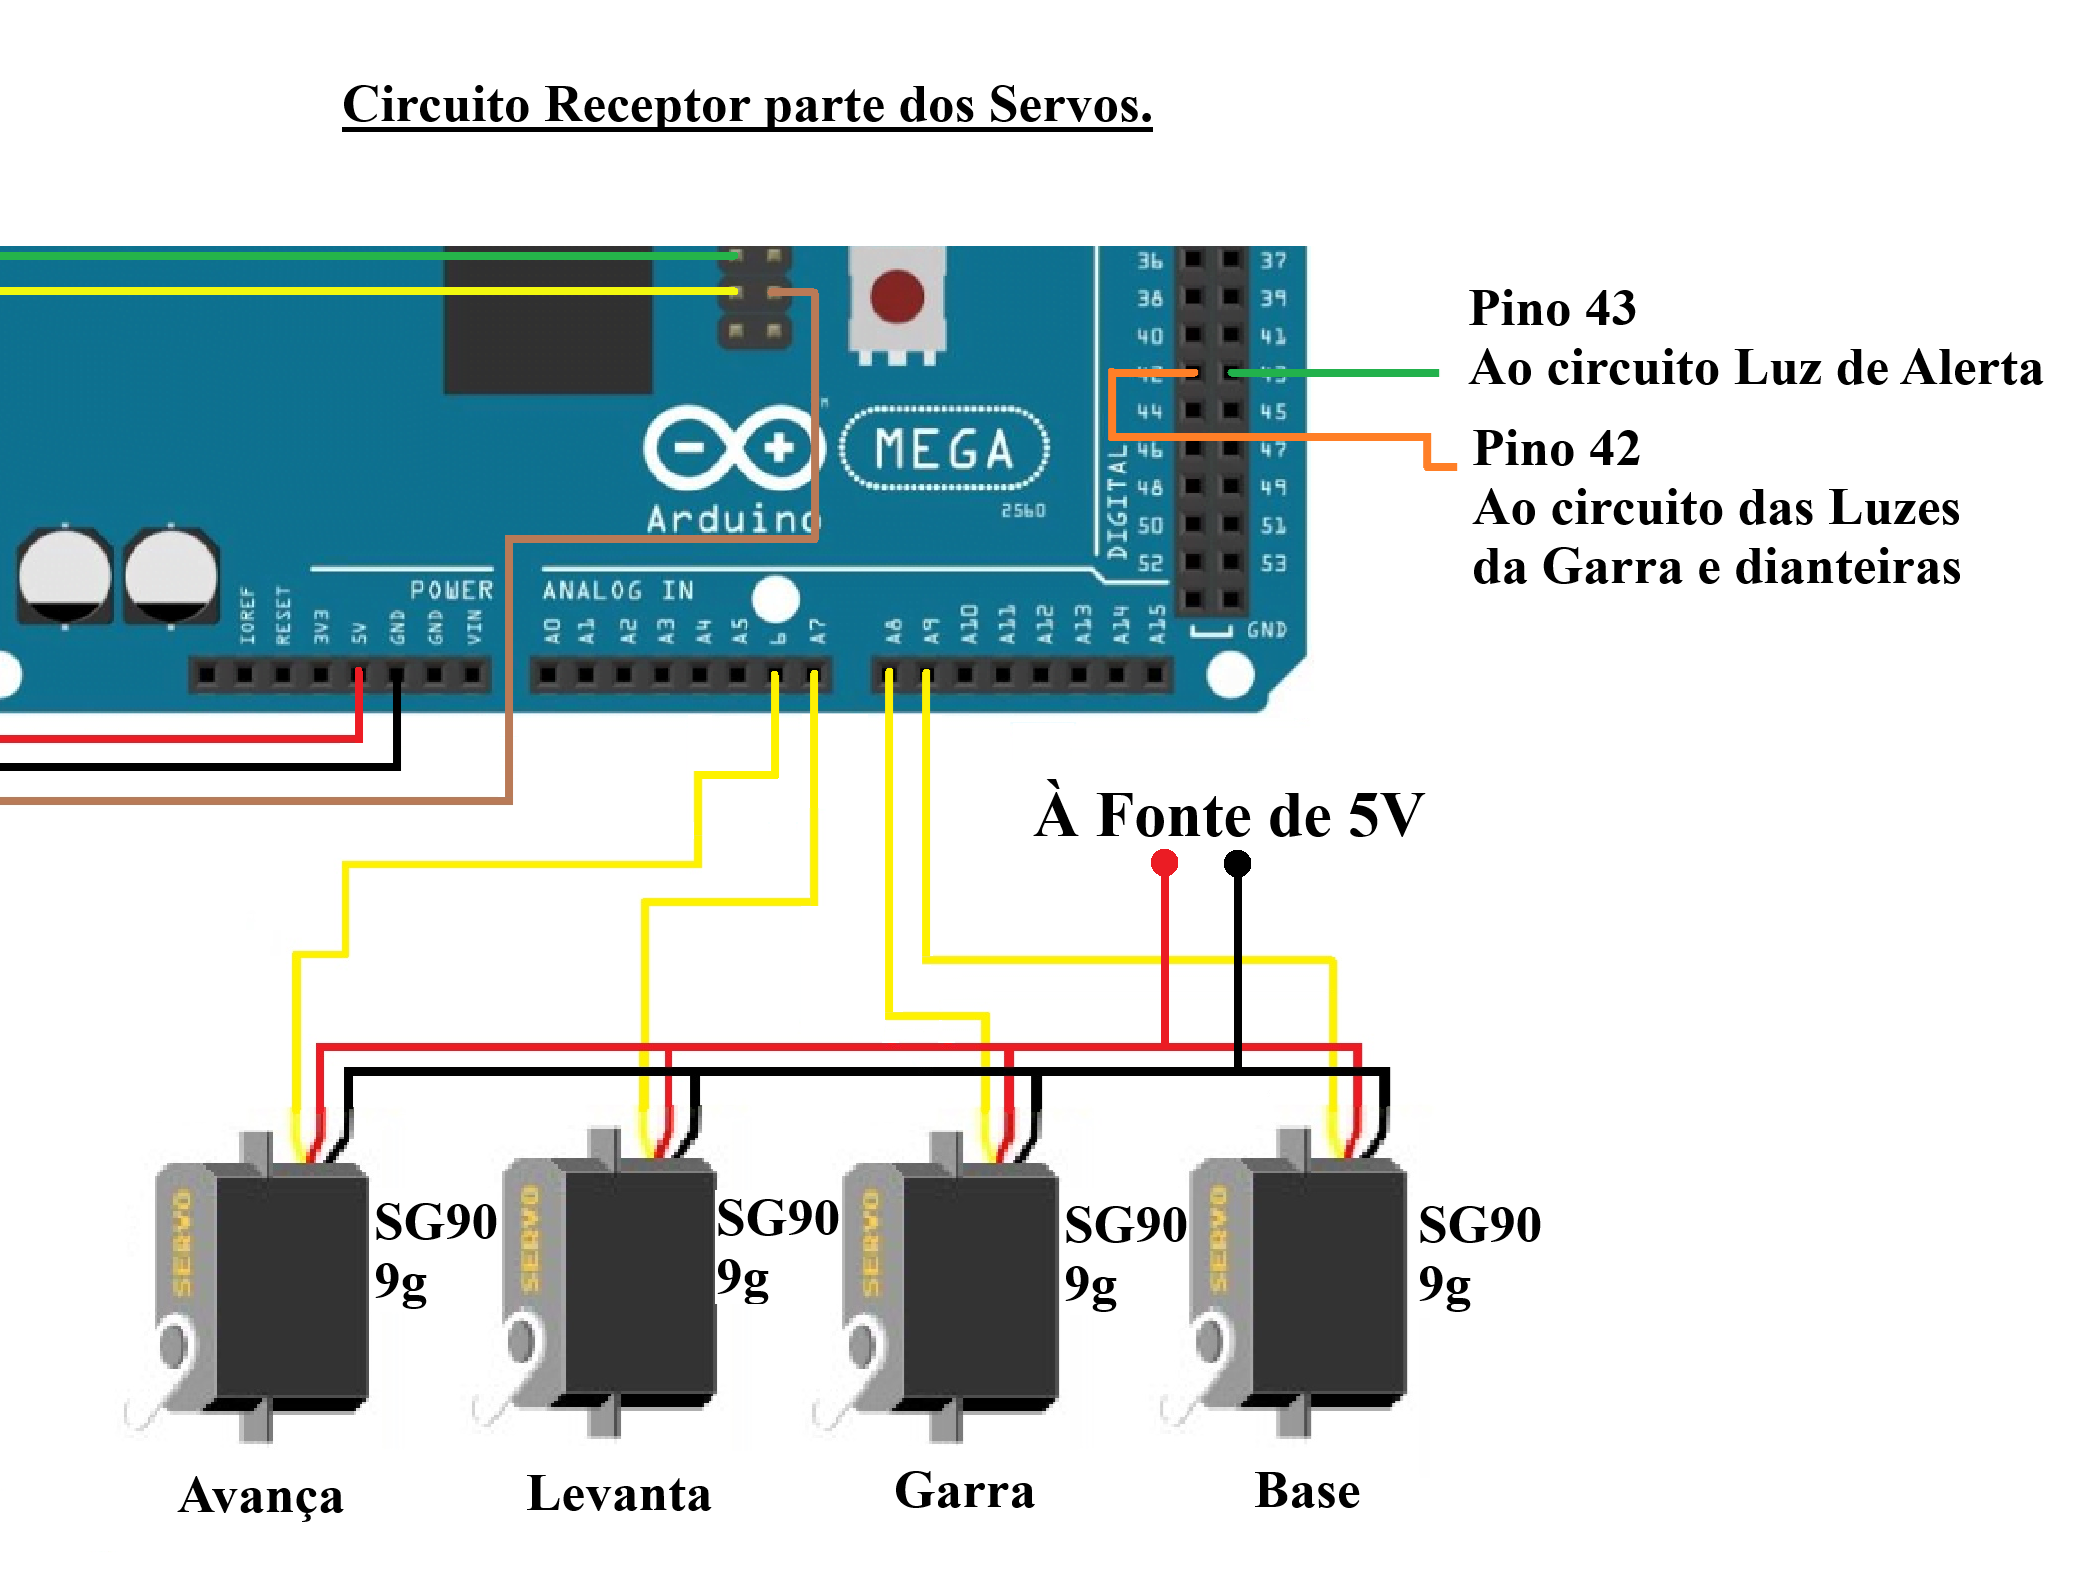 Circuito Receptor parte dos Servos.
36 37
38 39
40 41
42 43
44 45
46 47
48 49
50 51
52 53
GND
DIGITAL
Pino 43
Ao circuito Luz de Alerta
Pino 42
Ao circuito das Luzes
da Garra e dianteiras
MEGA
2560
Arduino
POWER
ANALOG IN
IOREF
RESET
3V3
5V
GND
GND
VIN
A0
A1
A2
A3
A4
A5
6
A7
A8
A9
A10
A11
A12
A13
A14
A15
À Fonte de 5V
SERVO
SG90
9g
SERVO
SG90
9g
SERVO
SG90
9g
SERVO
SG90
9g
Avança
Levanta
Garra
Base